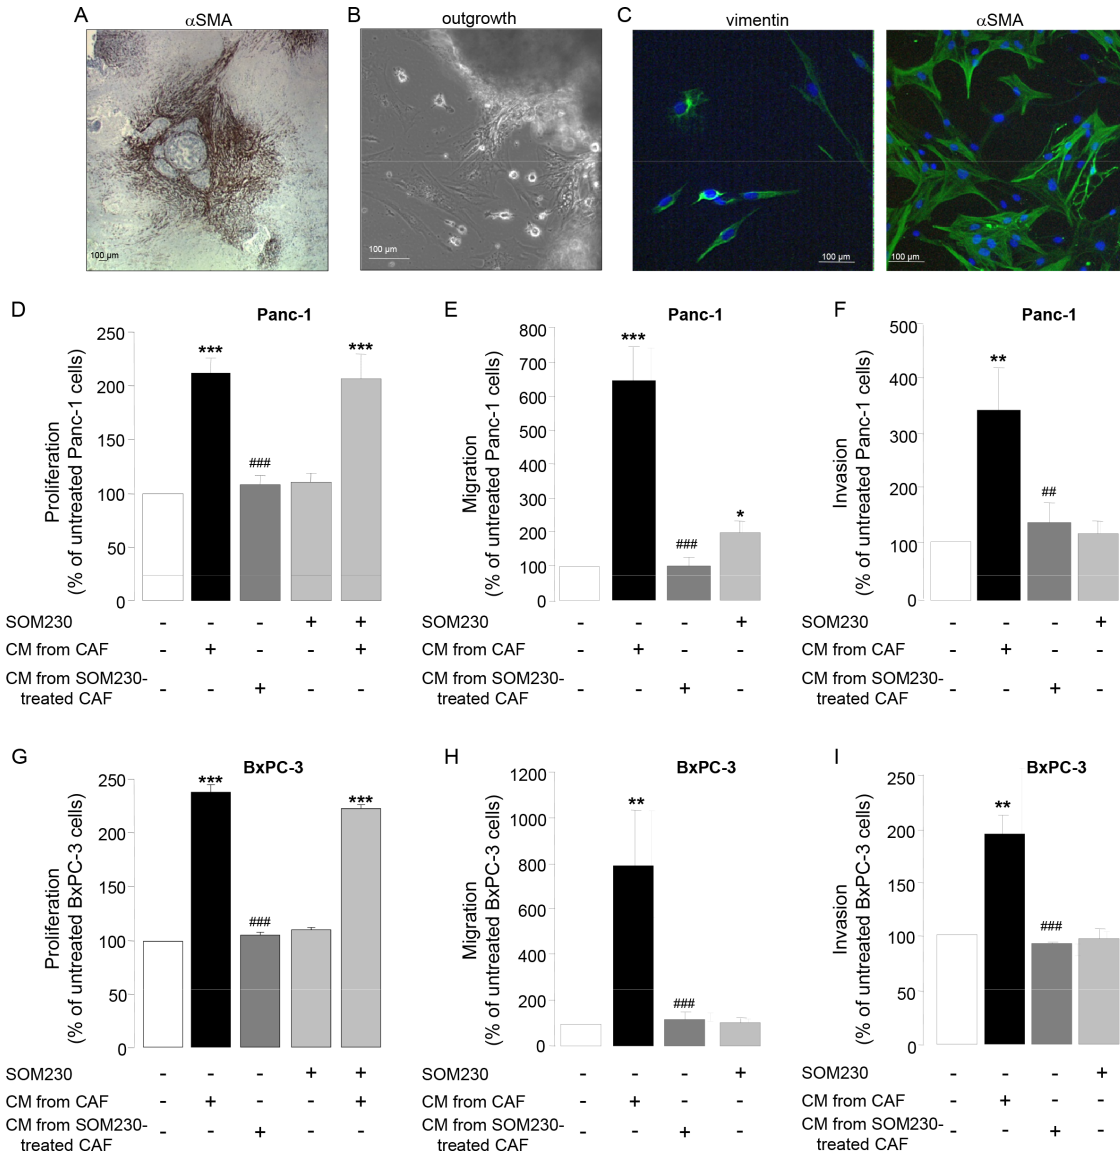 A
αSMA
B
outgrowth
C
vimentin
αSMA
100 µm
100 µm
100 µm
100 µm
D
Panc-1
Proliferation
(% of untreated Panc-1 cells)
250
200
150
100
50
0
***
###
***
SOM230 - - - + +
CM from CAF - + - - +
CM from SOM230-
treated CAF - - + - -
E
Panc-1
Migration
(% of untreated Panc-1 cells)
800
700
600
500
400
300
200
100
0
***
###
*
SOM230 - - - +
CM from CAF - + - -
CM from SOM230-
treated CAF - - + -
F
Panc-1
Invasion
(% of untreated Panc-1 cells)
500
400
300
200
100
0
**
##
SOM230 - - - +
CM from CAF - + - -
CM from SOM230-
treated CAF - - + -
G
BxPC-3
Proliferation
(% of untreated BxPC-3 cells)
250
200
150
100
50
0
***
###
***
SOM230 - - - + +
CM from CAF - + - - +
CM from SOM230-
treated CAF - - + - -
H
BxPC-3
Migration
(% of untreated BxPC-3 cells)
1200
1000
800
600
400
200
0
**
###
SOM230 - - - +
CM from CAF - + - -
CM from SOM230-
treated CAF - - + -
I
BxPC-3
Invasion
(% of untreated BxPC-3 cells)
250
200
150
100
50
0
**
###
SOM230 - - - +
CM from CAF - + - -
CM from SOM230-
treated CAF - - + -